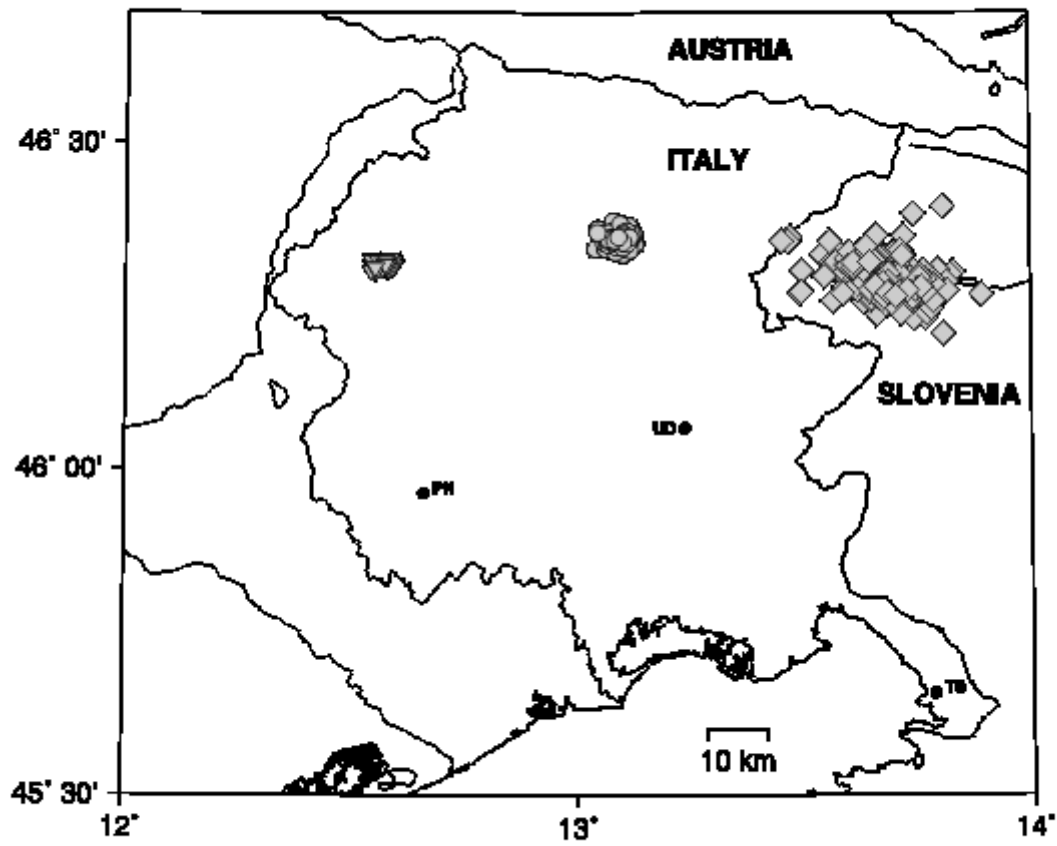 AUSTRIA
46° 30'
ITALY
SLOVENIA
UD
46° 00'
PN
TS
10 km
45° 30'
12°
13°
14°